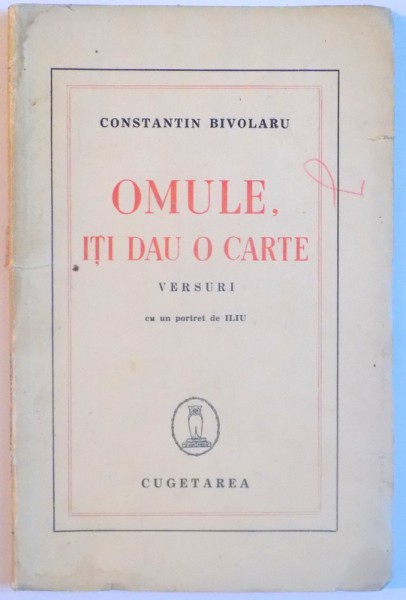 CONSTANTIN BIVOLARU
OMULE,
IȚI DAU O CARTE
VERSURI
cu un portret de ILIU
CUGETAREA